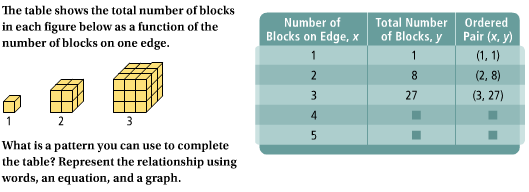 The table shows the total number of blocks
in each figure below as a function of the
number of blocks on one edge.
1 2 3
What is a pattern you can use to complete
the table? Represent the relationship using
words, an equation, and a graph.
Number of Blocks on Edge, x | Total Number of Blocks, y | Ordered Pair (x, y)
1 1 (1, 1)
2 8 (2, 8)
3 27 (3, 27)
4 ■ ■
5 ■ ■